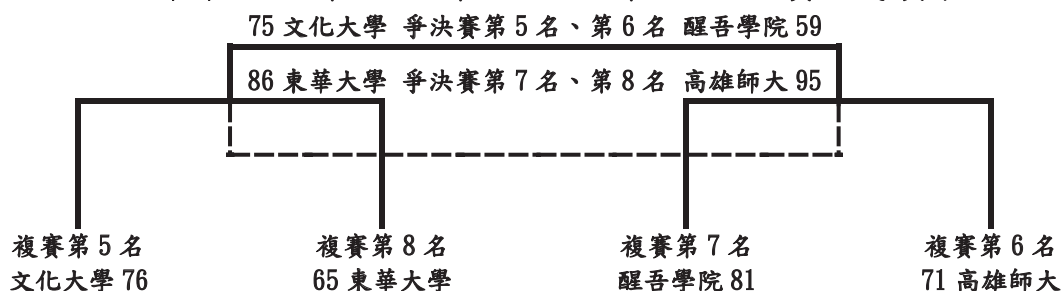 75 文化大學 爭決賽第 5 名、第 6 名 醒吾學院 59
86 東華大學 爭決賽第 7 名、第 8 名 高雄師大 95
複賽第 5 名 複賽第 8 名 複賽第 7 名 複賽第 6 名
文化大學 76 65 東華大學 醒吾學院 81 71 高雄師大